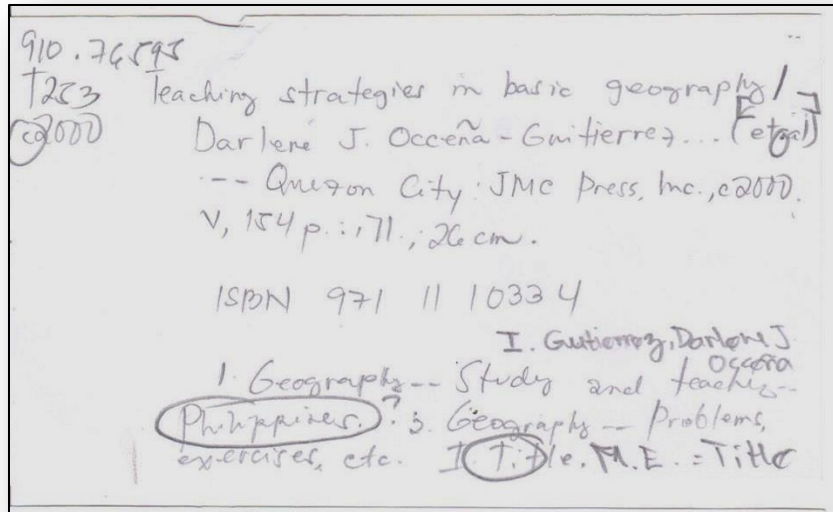 910.76595
T253 Teaching strategies in basic geography /
c2000 Darlene J. Occeña-Guitierrez... [et al]
-- Quezon City: JMC Press, Inc., c2000.
v, 154 p. : ill. ; 26 cm.
ISBN 971 11 1033 4
I. Gutierrez, Darlene J.
Occeña
1. Geography -- Study and teaching --
Philippines. ? 3. Geography -- Problems,
exercises, etc. I Title. M.E. = Title